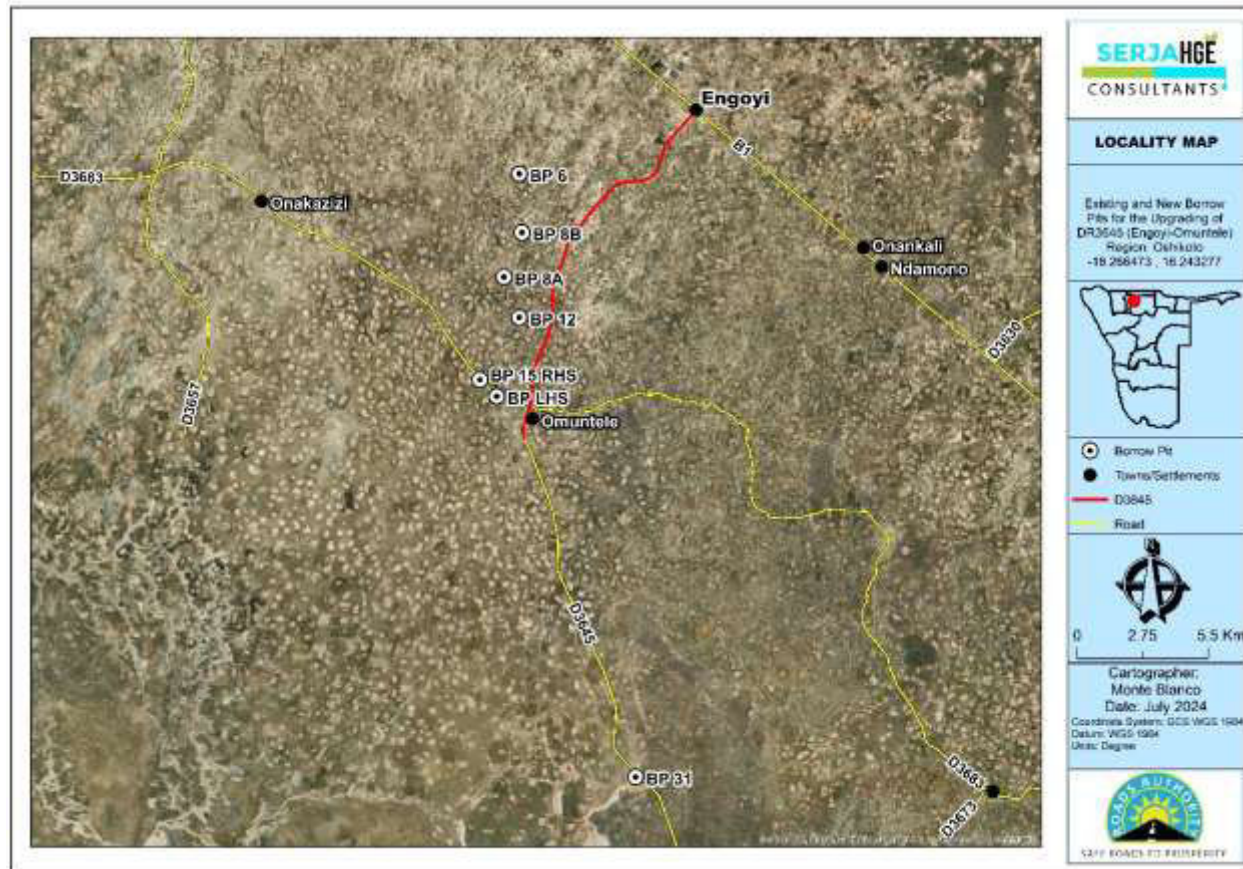 Engoyi
B1
BP 6
D3683
Onakazizi
BP 8B
Onankali
Ndamono
BP 8A
BP 12
D3630
BP 15 RHS
BP LHS
D3657
Omuntele
D3645
BP 31
D3683
D3673
SERJA HGE
CONSULTANTS
LOCALITY MAP
Existing and New Borrow
Pits for the Upgrading of
DR3645 (Engoyi-Omuntele)
Region: Oshikoto
-18.266473 , 16.243277
Borrow Pit
Towns/Settlements
D3645
Road
0 2.75 5.5 Km
Cartographer:
Monte Blanco
Date: July 2024
Coordinate System: GCS WGS 1984
Datum: WGS 1984
Units: Degree
ROADS AUTHORITY
SAFE ROADS TO PROSPERITY